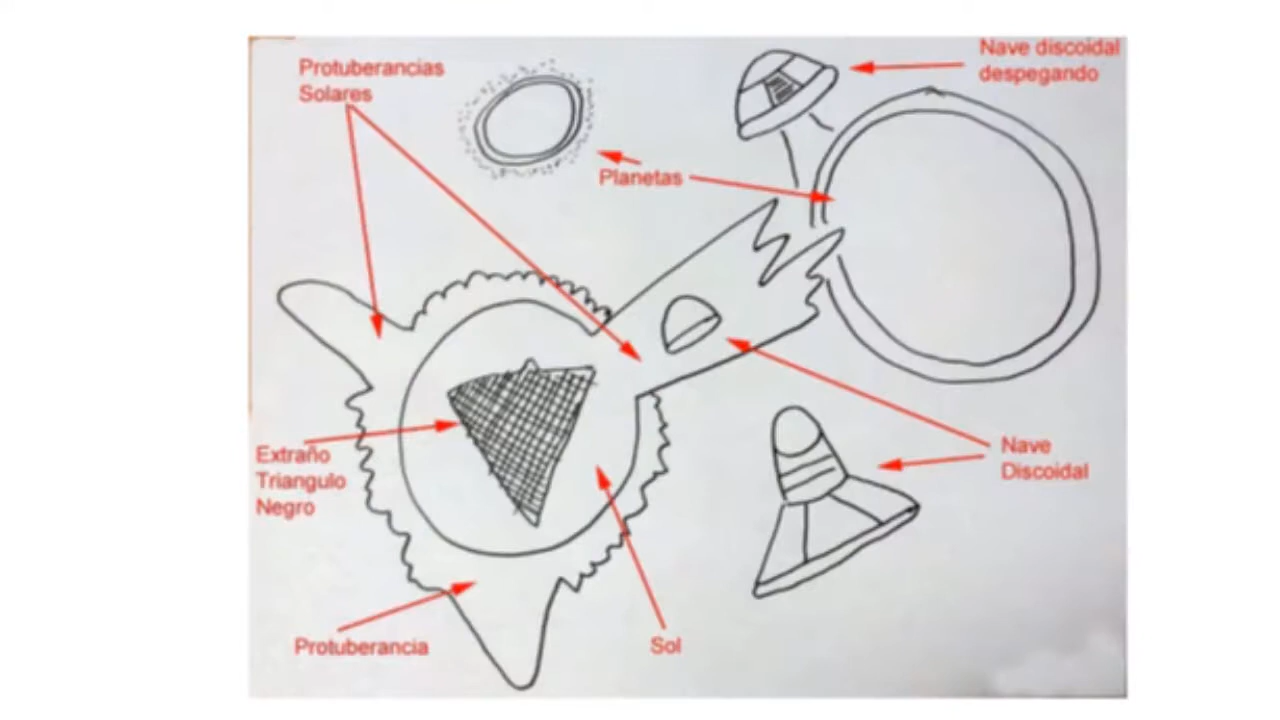 Protuberancias
Solares
Nave discoidal
despegando
Planetas
Extraño
Triangulo
Negro
Nave
Discoidal
Protuberancia
Sol